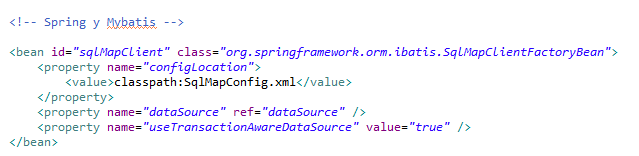 <!-- Spring y Mybatis -->
<bean id="sqlMapClient" class="org.springframework.orm.ibatis.SqlMapClientFactoryBean">
<property name="configLocation">
<value>classpath:SqlMapConfig.xml</value>
</property>
<property name="dataSource" ref="dataSource" />
<property name="useTransactionAwareDataSource" value="true" />
</bean>